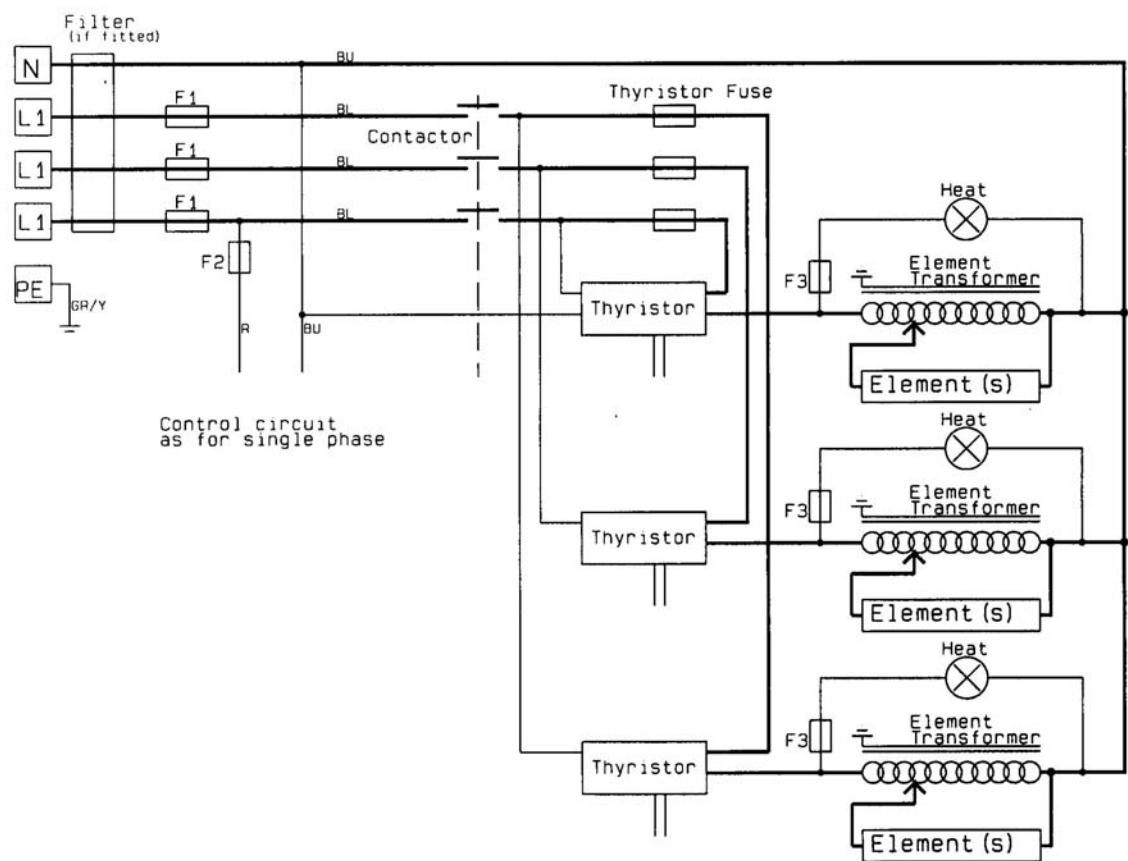 Filter
(if fitted)
N
BU
L1
F1
BL
Contactor
Thyristor Fuse
L1
F1
BL
L1
F1
BL
F2
PE
GR/Y
R
BU
Thyristor
Heat
F3
Element
Transformer
Element(s)
Control circuit
as for single phase
Thyristor
Heat
F3
Element
Transformer
Element(s)
Thyristor
Heat
F3
Element
Transformer
Element(s)